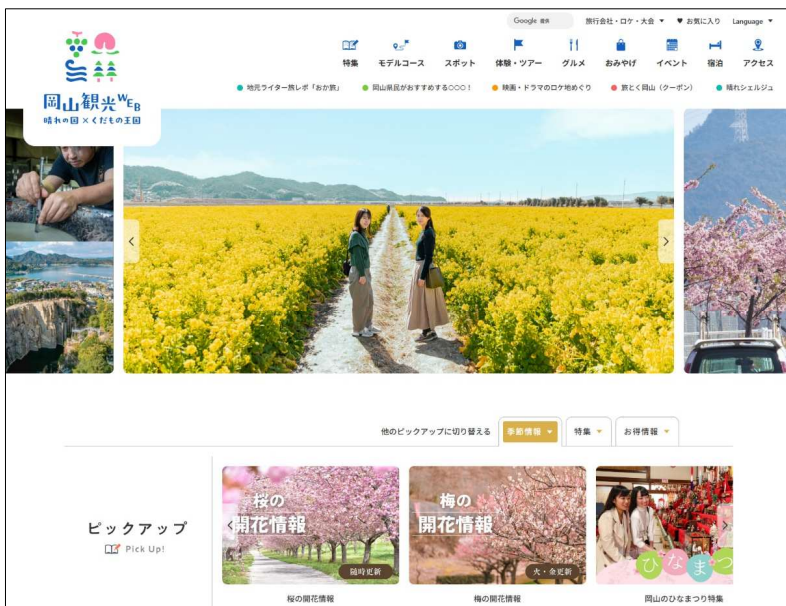 Google 提供
旅行会社・ロケ・大会 ▼
♥ お気に入り
Language ▼
特集
モデルコース
スポット
体験・ツアー
グルメ
おみやげ
イベント
宿泊
アクセス
岡山観光WEB
晴れの国×くだもの王国
地元ライター旅レポ「おか旅」
岡山県民がおすすめする○○○！
映画・ドラマのロケ地めぐり
旅とく岡山（クーポン）
晴れシェルジュ
他のピックアップに切り替える
季節情報 ▼
特集 ▼
お得情報 ▼
ピックアップ
Pick Up!
桜の
開花情報
随時更新
桜の開花情報
梅の
開花情報
火・金更新
梅の開花情報
ひなまつ
岡山のひなまつり特集